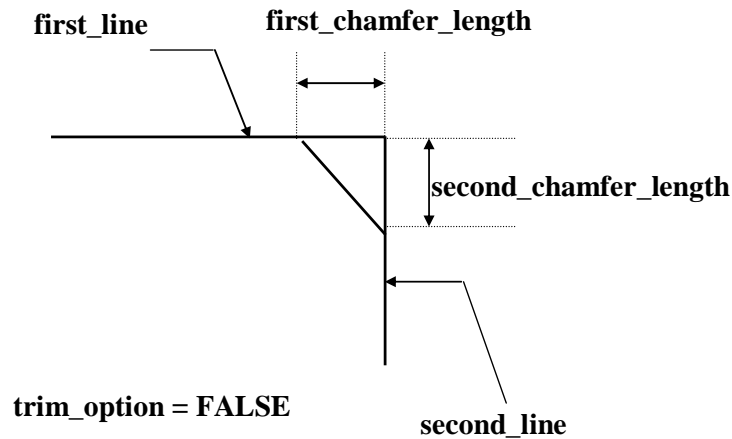 first_line
first_chamfer_length
second_chamfer_length
trim_option = FALSE
second_line